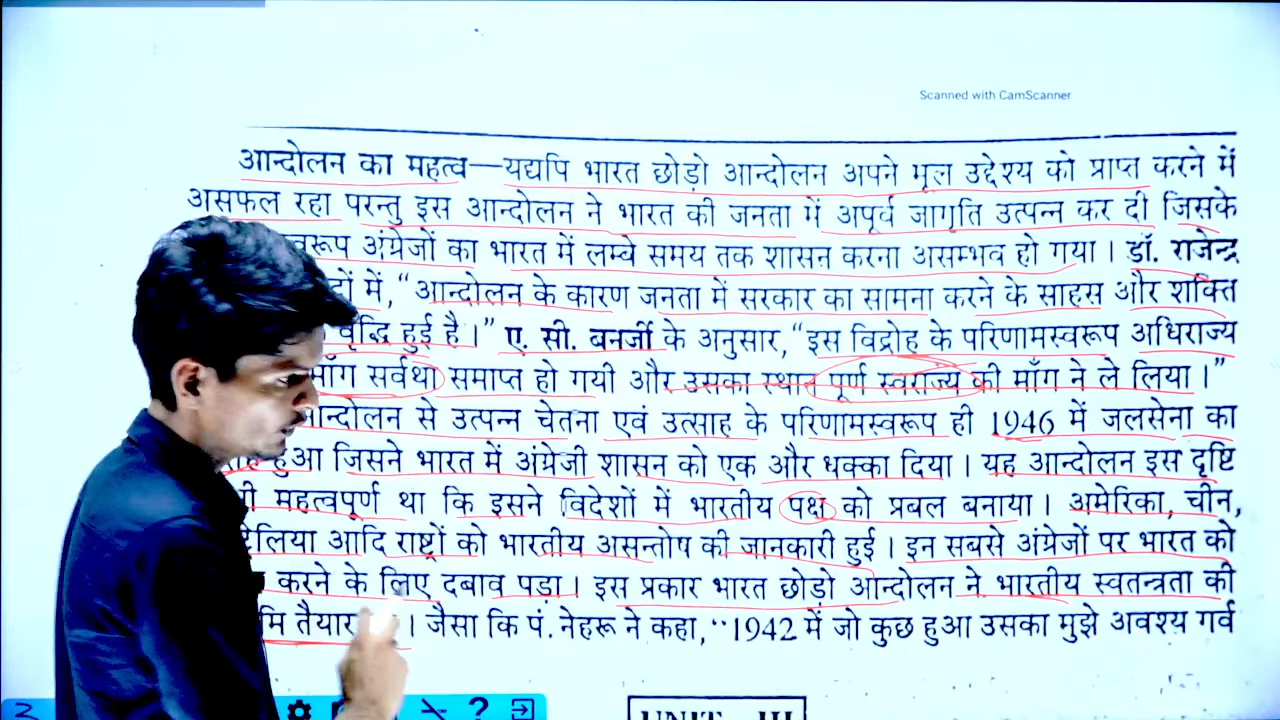 Scanned with CamScanner
आन्दोलन का महत्व—यद्यपि भारत छोड़ो आन्दोलन अपने मूल उद्देश्य को प्राप्त करने में
असफल रहा परन्तु इस आन्दोलन ने भारत की जनता में अपूर्व जागृति उत्पन्न कर दी जिसके
अंग्रेजों का भारत में लम्बे समय तक शासन करना असम्भव हो गया। डॉ. राजेन्द्र
में, “आन्दोलन के कारण जनता में सरकार का सामना करने के साहस और शक्ति
वृद्धि हुई है।” ए. सी. बनर्जी के अनुसार, “इस विद्रोह के परिणामस्वरूप अधिराज्य
माँग सर्वथा समाप्त हो गयी और उसका स्थान पूर्ण स्वराज्य की माँग ने ले लिया।”
से उत्पन्न चेतना एवं उत्साह के परिणामस्वरूप ही 1946 में जलसेना का
हुआ जिसने भारत में अंग्रेजी शासन को एक और धक्का दिया। यह आन्दोलन इस दृष्टि
महत्वपूर्ण था कि इसने विदेशों में भारतीय पक्ष को प्रबल बनाया। अमेरिका, चीन,
आदि राष्ट्रों को भारतीय असन्तोष की जानकारी हुई। इन सबसे अंग्रेजों पर भारत को
करने के लिए दबाव पड़ा। इस प्रकार भारत छोड़ो आन्दोलन ने भारतीय स्वतन्त्रता की
तैयार । जैसा कि पं. नेहरू ने कहा, “1942 में जो कुछ हुआ उसका मुझे अवश्य गर्व
UNIT—III